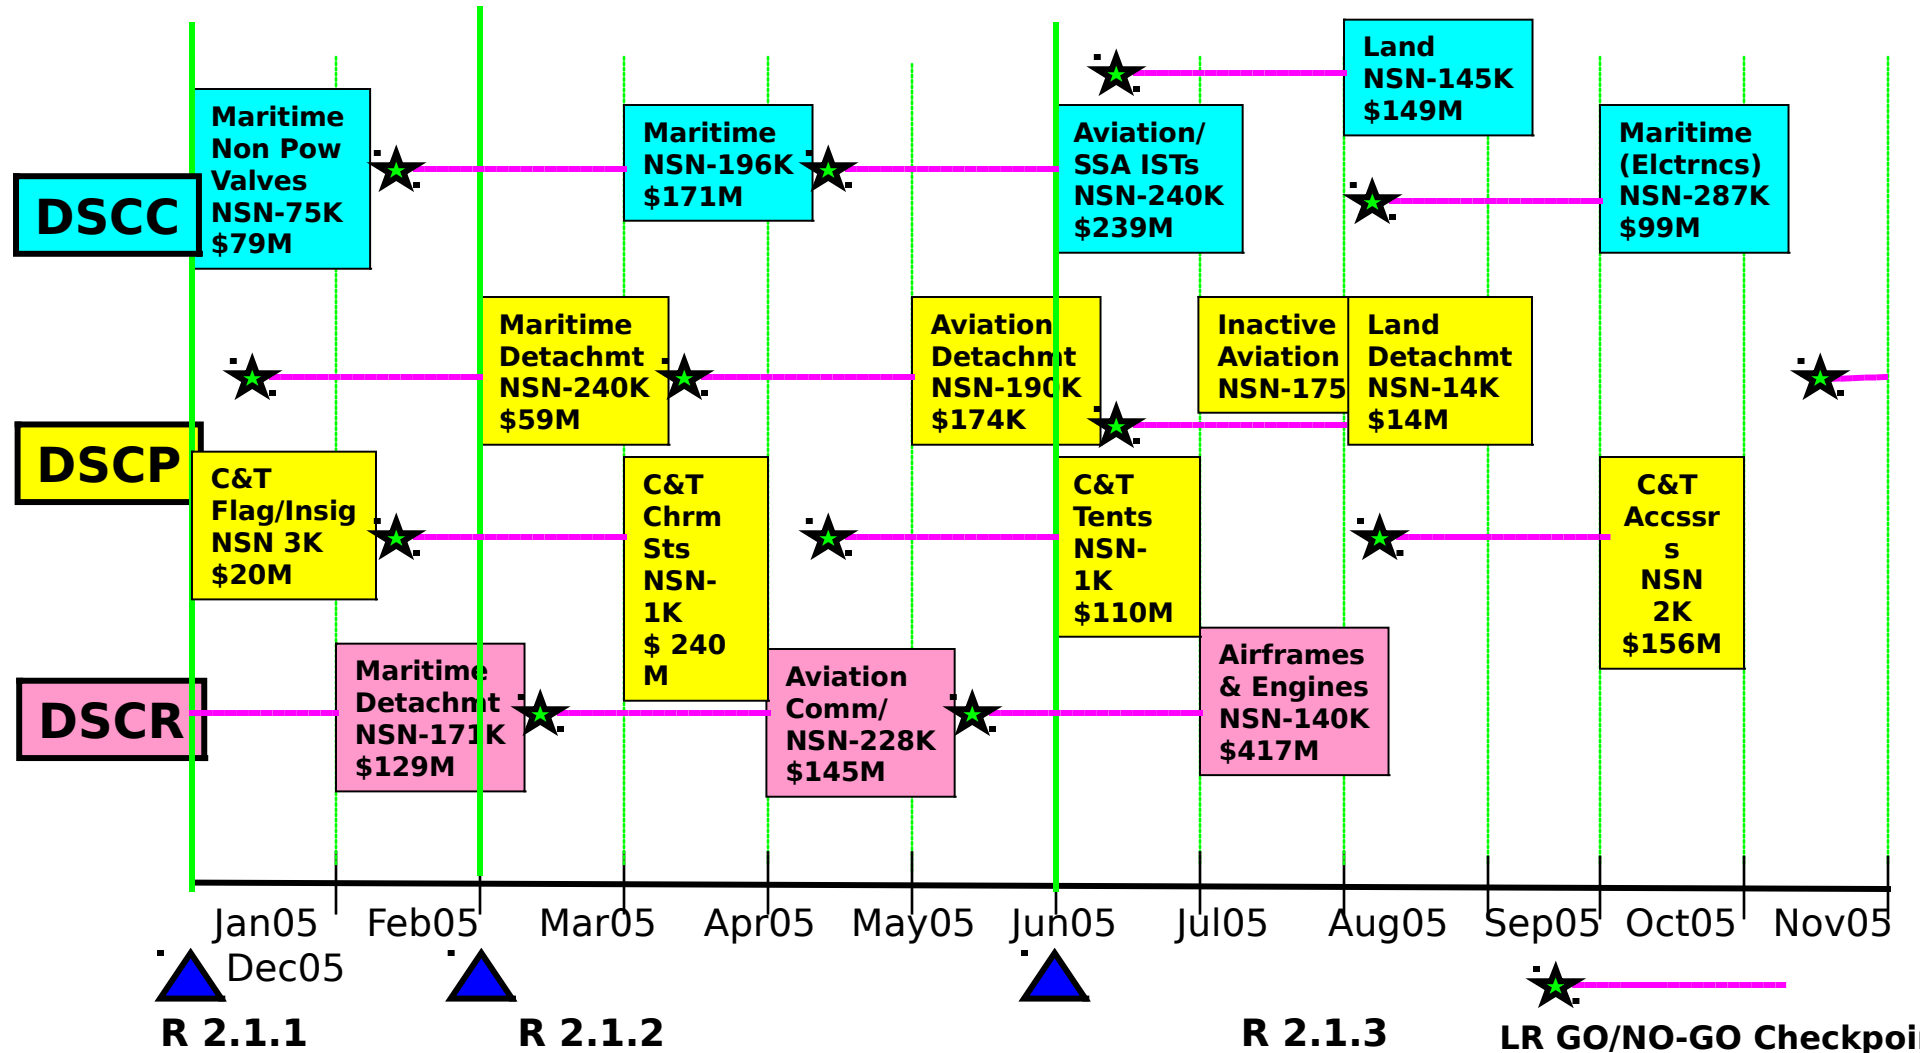 Land
NSN-145K
$149M
Maritime
Non Pow
Valves
NSN-75K
$79M
Maritime
NSN-196K
$171M
Aviation/
SSA ISTs
NSN-240K
$239M
Maritime
(Elctrncs)
NSN-287K
$99M
DSCC
Maritime
Detachmt
NSN-240K
$59M
Aviation
Detachmt
NSN-190K
$174K
Inactive
Aviation
NSN-175
Land
Detachmt
NSN-14K
$14M
DSCP
C&T
Flag/Insig
NSN 3K
$20M
C&T
Chrm
Sts
NSN-
1K
$ 240
M
C&T
Tents
NSN-
1K
$110M
C&T
Accssr
s
NSN
2K
$156M
DSCR
Maritime
Detachmt
NSN-171K
$129M
Aviation
Comm/
NSN-228K
$145M
Airframes
& Engines
NSN-140K
$417M
Jan05 Feb05 Mar05 Apr05 May05 Jun05 Jul05 Aug05 Sep05 Oct05 Nov05
Dec05
R 2.1.1 R 2.1.2 R 2.1.3 LR GO/NO-GO Checkpoi